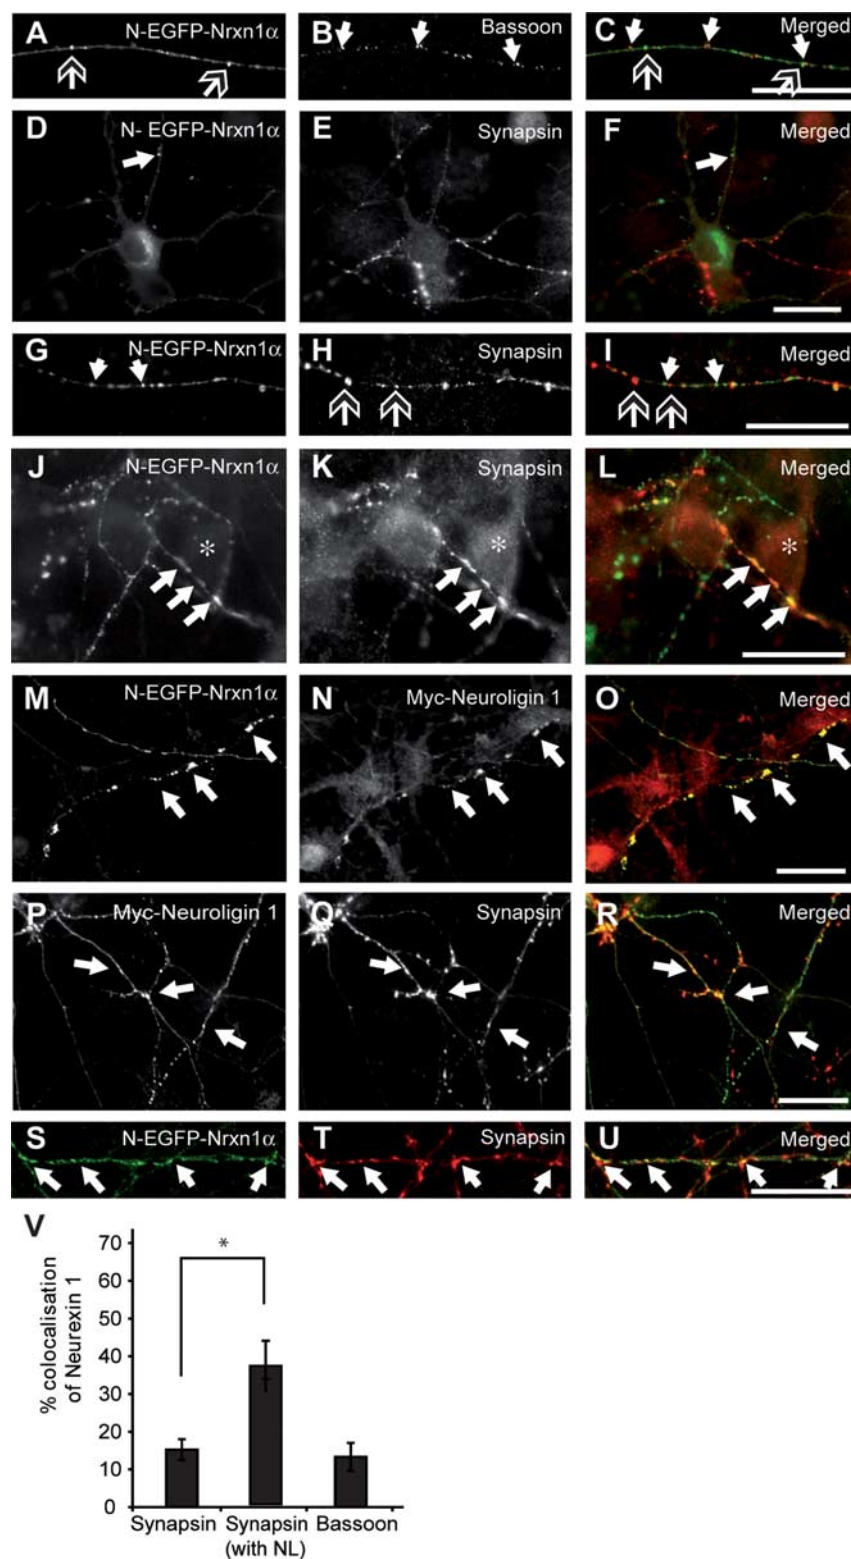 A N-EGFP-Nrxn1α B Bassoon C Merged
D N- EGFP-Nrxn1α E Synapsin F Merged
G N-EGFP-Nrxn1α H Synapsin I Merged
J N-EGFP-Nrxn1α K Synapsin L Merged
* * *
M N-EGFP-Nrxn1α N Myc-Neuroligin 1 O Merged
P Myc-Neuroligin 1 Q Synapsin R Merged
S N-EGFP-Nrxn1α T Synapsin U Merged
V
% colocalisation
of Neurexin 1
70
60
50
40
30
20
10
0
*
Synapsin Synapsin Bassoon
(with NL)